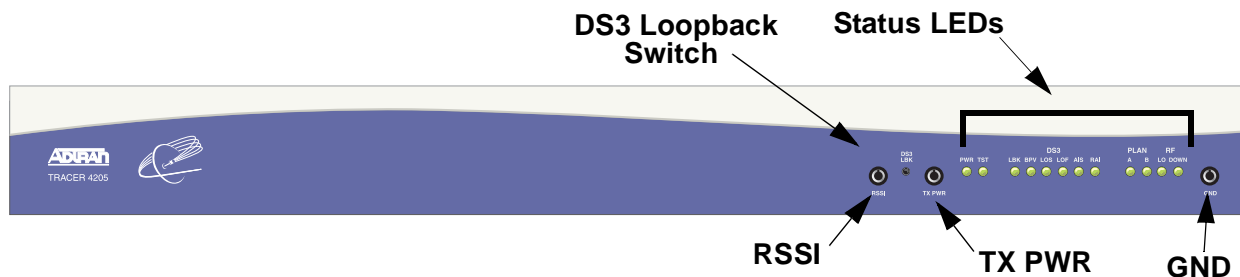 DS3 Loopback
Switch
Status LEDs
ADTRAN
TRACER 4205
DS3
LBK
RSSI
TX PWR
PWR TST
DS3
LBK BPV LOS LOF AIS RAI
PLAN
A B
RF
LO DOWN
GND
RSSI
TX PWR
GND